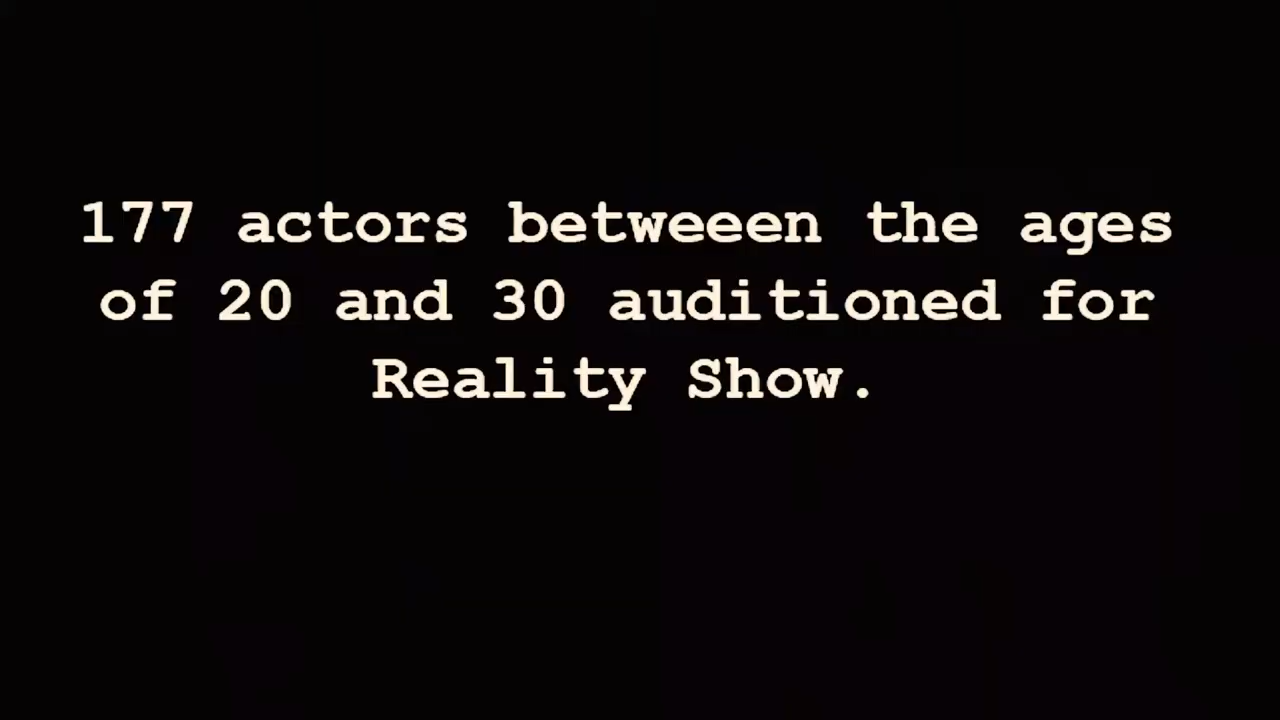 177 actors betweeen the ages
of 20 and 30 auditioned for
Reality Show.